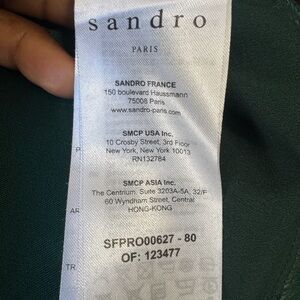 sandro
PARIS
SANDRO FRANCE
150 boulevard Haussmann
75008 Paris
www.sandro-paris.com
SMCP USA Inc.
10 Crosby Street, 3rd Floor
New York, New York 10013
RN132784
SMCP ASIA Inc.
The Centrium, Suite 3203A-5A, 32/F
60 Wyndham Street, Central
HONG-KONG
AR
SFPRO00627 - 80
OF: 123477
TR